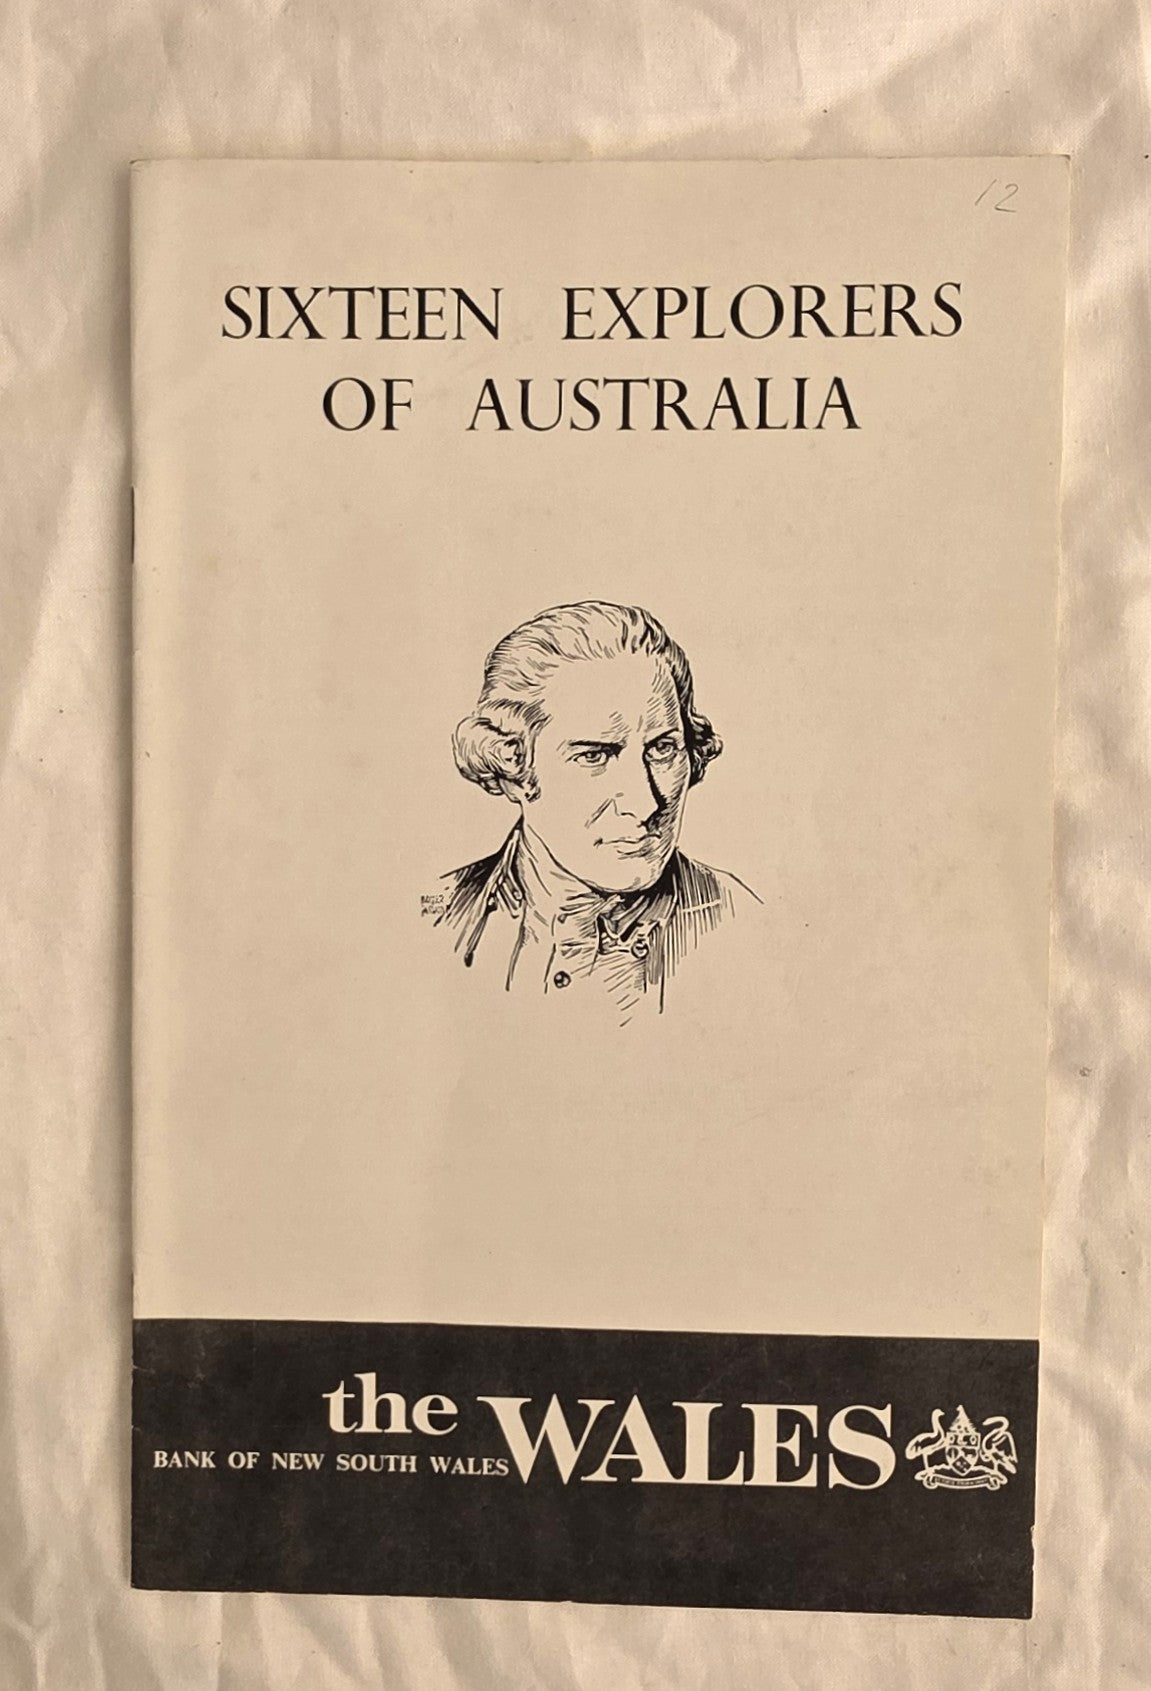 12
SIXTEEN EXPLORERS
OF AUSTRALIA
the WALES
BANK OF NEW SOUTH WALES